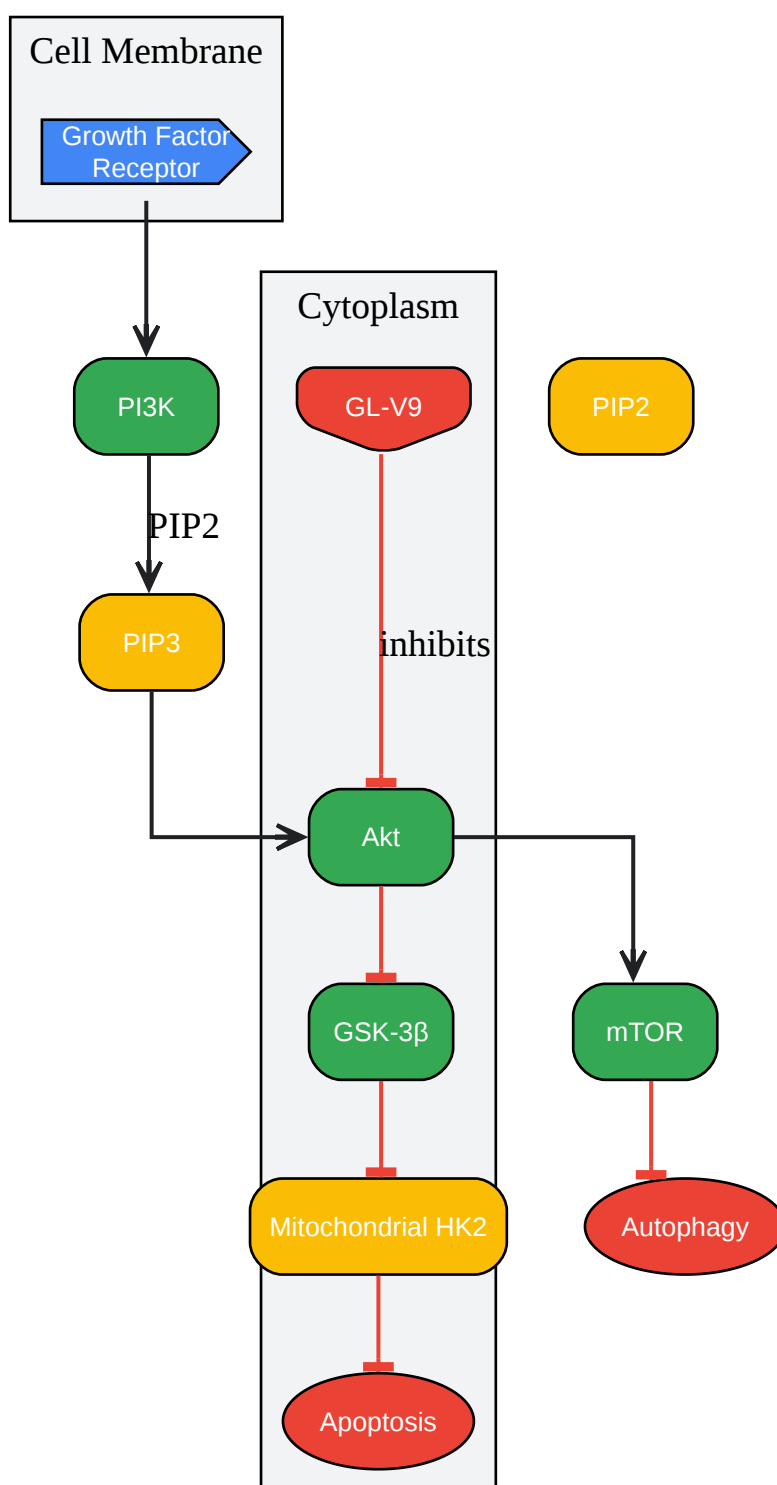 Cell Membrane
Growth Factor
Receptor
Cytoplasm
PI3K
GL-V9
PIP2
PIP2
PIP3
inhibits
Akt
GSK-3β
mTOR
Mitochondrial HK2
Autophagy
Apoptosis